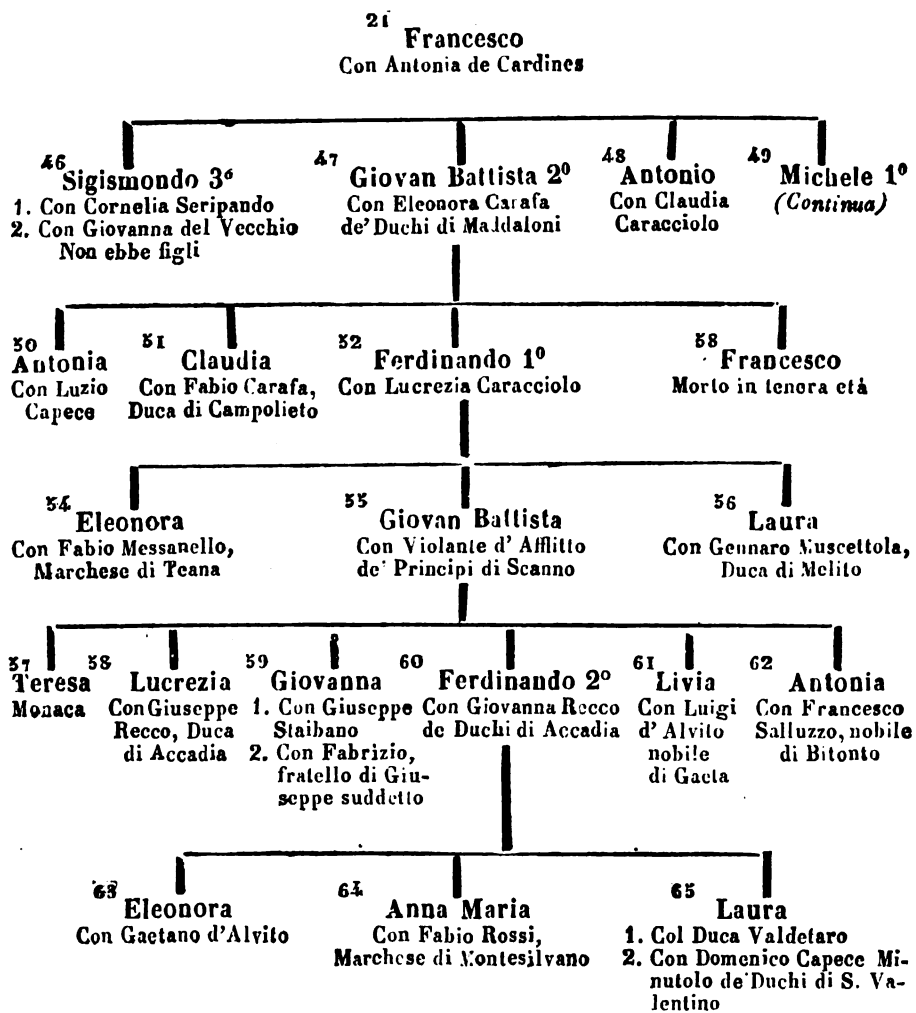 21
Francesco
Con Antonia de Cardines
46
Sigismondo 3º
1. Con Cornelia Seripando
2. Con Giovanna del Vecchio
Non ebbe figli
47
Giovan Battista 2º
Con Eleonora Carafa
de' Duchi di Maddaloni
48
Antonio
Con Claudia
Caracciolo
49
Michele 1º
(Continua)
50
Antonia
Con Luzio
Capece
51
Claudia
Con Fabio Carafa,
Duca di Campolieto
52
Ferdinando 1º
Con Lucrezia Caracciolo
58
Francesco
Morto in tenora età
54
Eleonora
Con Fabio Messanello,
Marchese di Teana
55
Giovan Battista
Con Violante d' Afflitto
de' Principi di Scanno
56
Laura
Con Gennaro Muscettola,
Duca di Melito
57
Teresa
Monaca
58
Lucrezia
Con Giuseppe
Recco, Duca
di Accadia
59
Giovanna
1. Con Giuseppe
Staibano
2. Con Fabrizio,
fratello di Giu-
seppe suddetto
60
Ferdinando 2º
Con Giovanna Recco
de Duchi di Accadia
61
Livia
Con Luigi
d' Alvito
nobile
di Gaeta
62
Antonia
Con Francesco
Salluzzo, nobile
di Bitonto
63
Eleonora
Con Gaetano d'Alvito
64
Anna Maria
Con Fabio Rossi,
Marchese di Montesilvano
65
Laura
1. Col Duca Valdetaro
2. Con Domenico Capece Mi-
nutolo de' Duchi di S. Va-
lentino